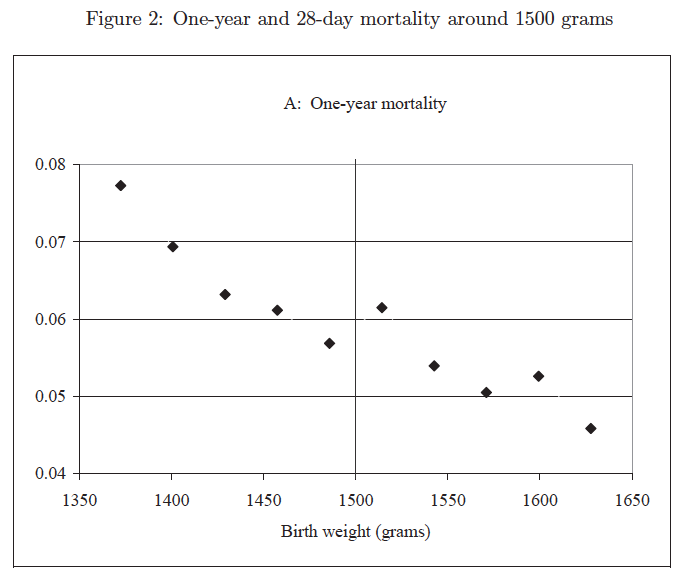 Figure 2: One-year and 28-day mortality around 1500 grams
A: One-year mortality
0.08
0.07
0.06
0.05
0.04
1350 1400 1450 1500 1550 1600 1650
Birth weight (grams)